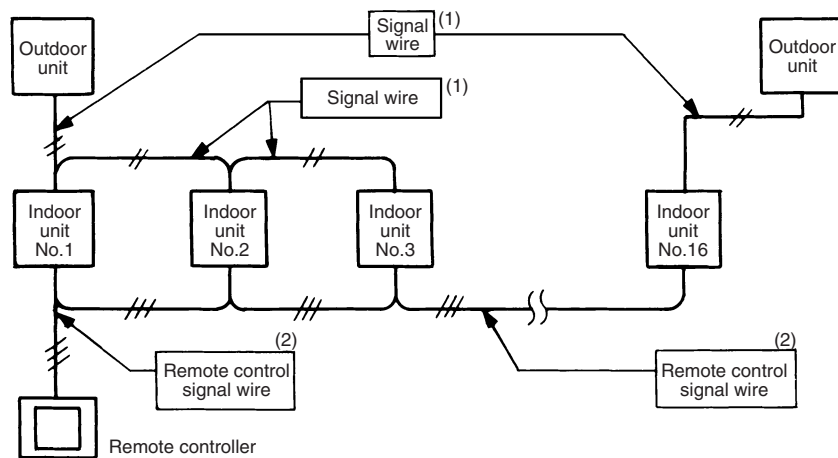 Outdoor
unit
Signal
wire
(1)
Outdoor
unit
Signal wire
(1)
Indoor
unit
No.1
Indoor
unit
No.2
Indoor
unit
No.3
Indoor
unit
No.16
(2)
Remote control
signal wire
(2)
Remote control
signal wire
Remote controller